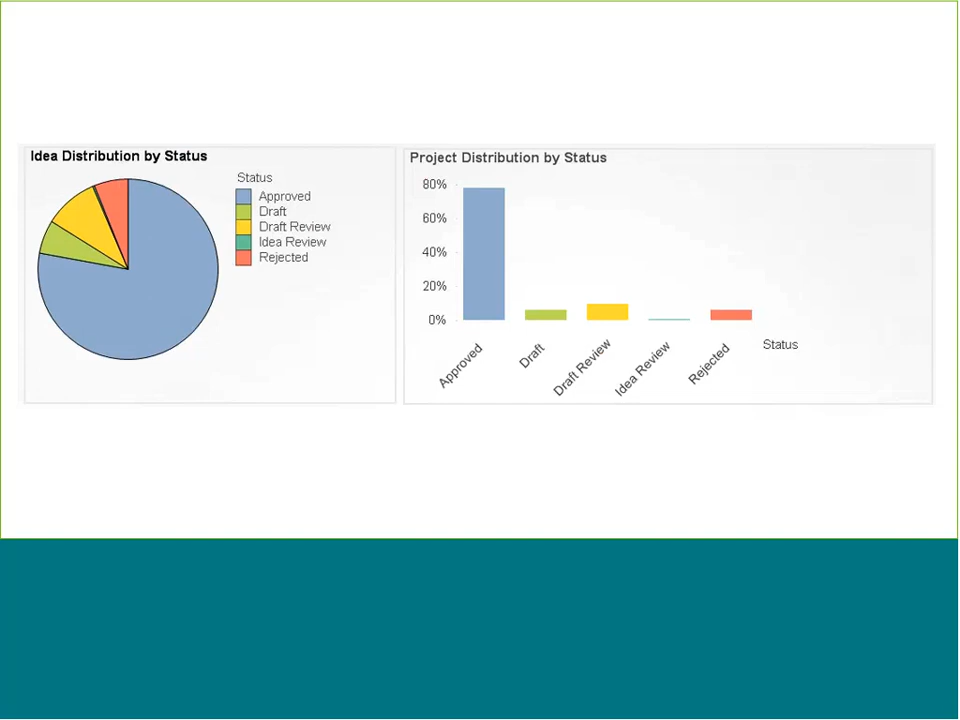 Idea Distribution by Status
Status
Approved
Draft
Draft Review
Idea Review
Rejected
Project Distribution by Status
80%
60%
40%
20%
0%
Approved
Draft
Draft Review
Idea Review
Rejected
Status